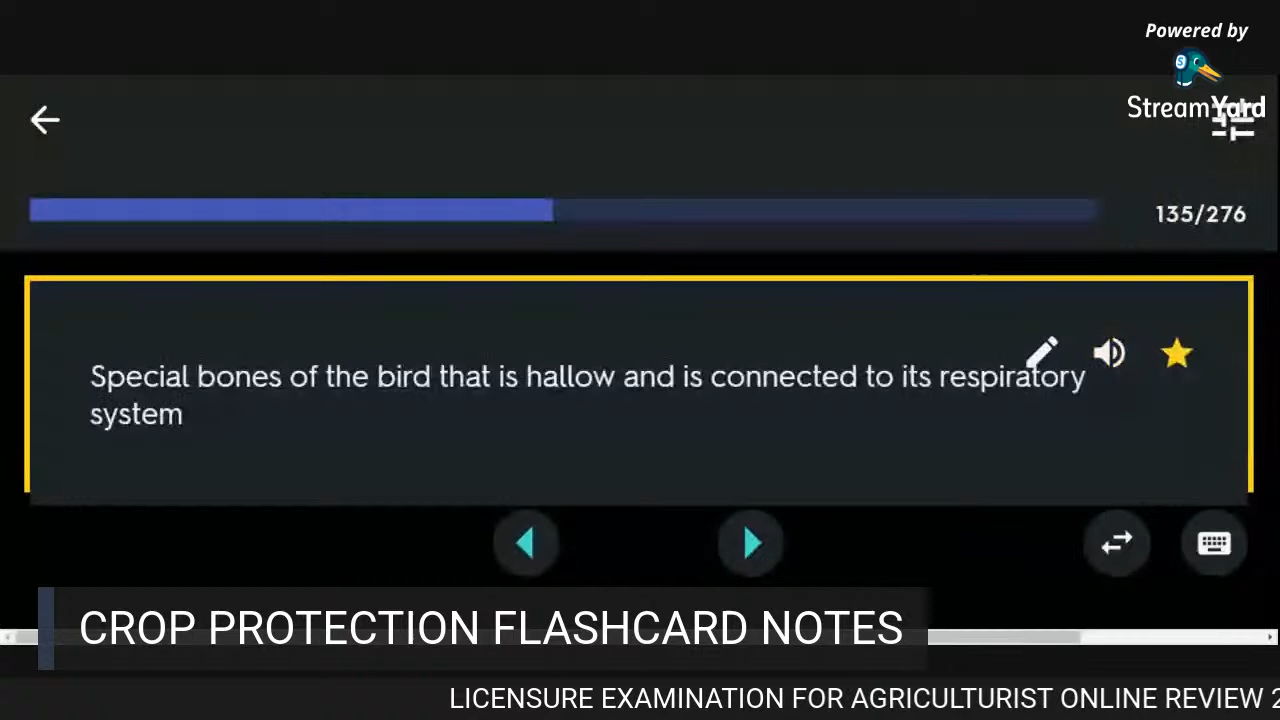 Powered by
StreamYard
135/276
Special bones of the bird that is hallow and is connected to its respiratory
system
CROP PROTECTION FLASHCARD NOTES
LICENSURE EXAMINATION FOR AGRICULTURIST ONLINE REVIEW 2